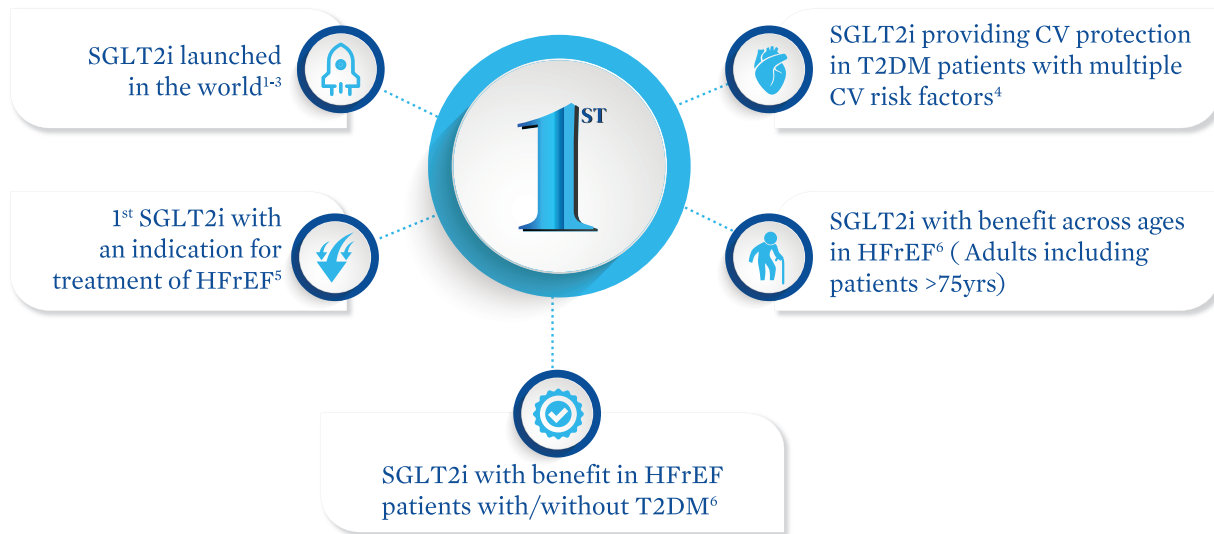 SGLT2i launched
in the world¹⁻³
1ST
SGLT2i providing CV protection
in T2DM patients with multiple
CV risk factors⁴
1ˢᵗ SGLT2i with
an indication for
treatment of HFrEF⁵
SGLT2i with benefit across ages
in HFrEF⁶ ( Adults including
patients >75yrs)
SGLT2i with benefit in HFrEF
patients with/without T2DM⁶